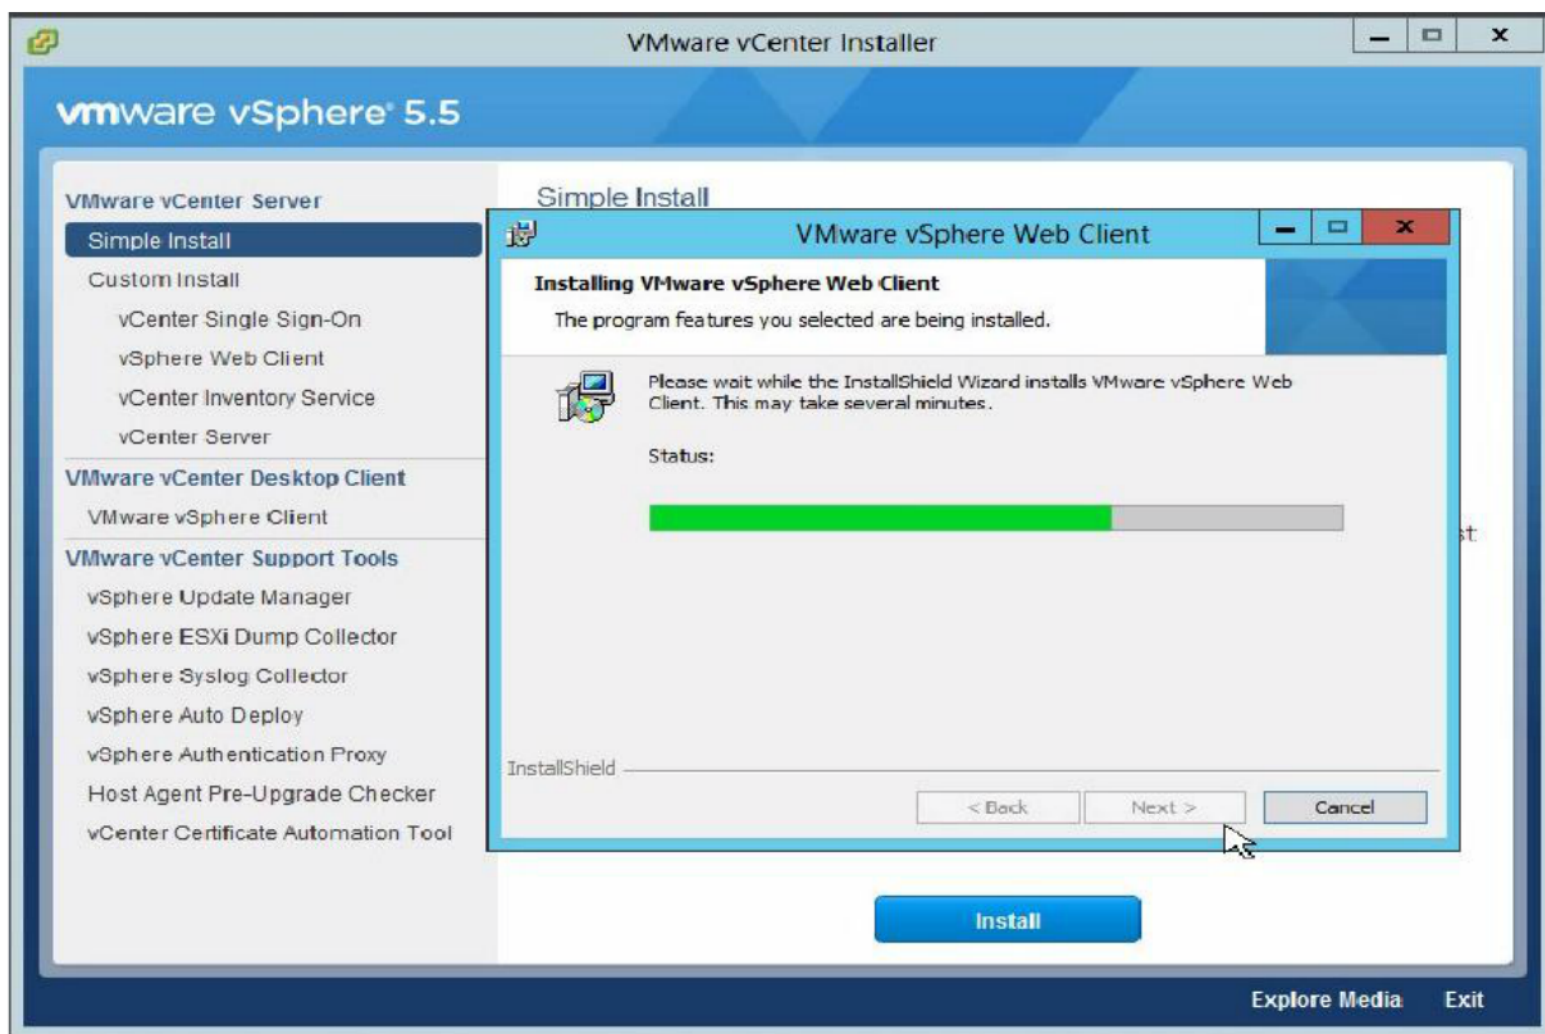 VMware vCenter Installer
vmware vSphere® 5.5
VMware vCenter Server
Simple Install
Custom Install
vCenter Single Sign-On
vSphere Web Client
vCenter Inventory Service
vCenter Server
VMware vCenter Desktop Client
VMware vSphere Client
VMware vCenter Support Tools
vSphere Update Manager
vSphere ESXi Dump Collector
vSphere Syslog Collector
vSphere Auto Deploy
vSphere Authentication Proxy
Host Agent Pre-Upgrade Checker
vCenter Certificate Automation Tool
Simple Install
VMware vSphere Web Client
Installing VMware vSphere Web Client
The program features you selected are being installed.
Please wait while the InstallShield Wizard installs VMware vSphere Web
Client. This may take several minutes.
Status:
st
InstallShield
< Back
Next >
Cancel
Install
Explore Media
Exit